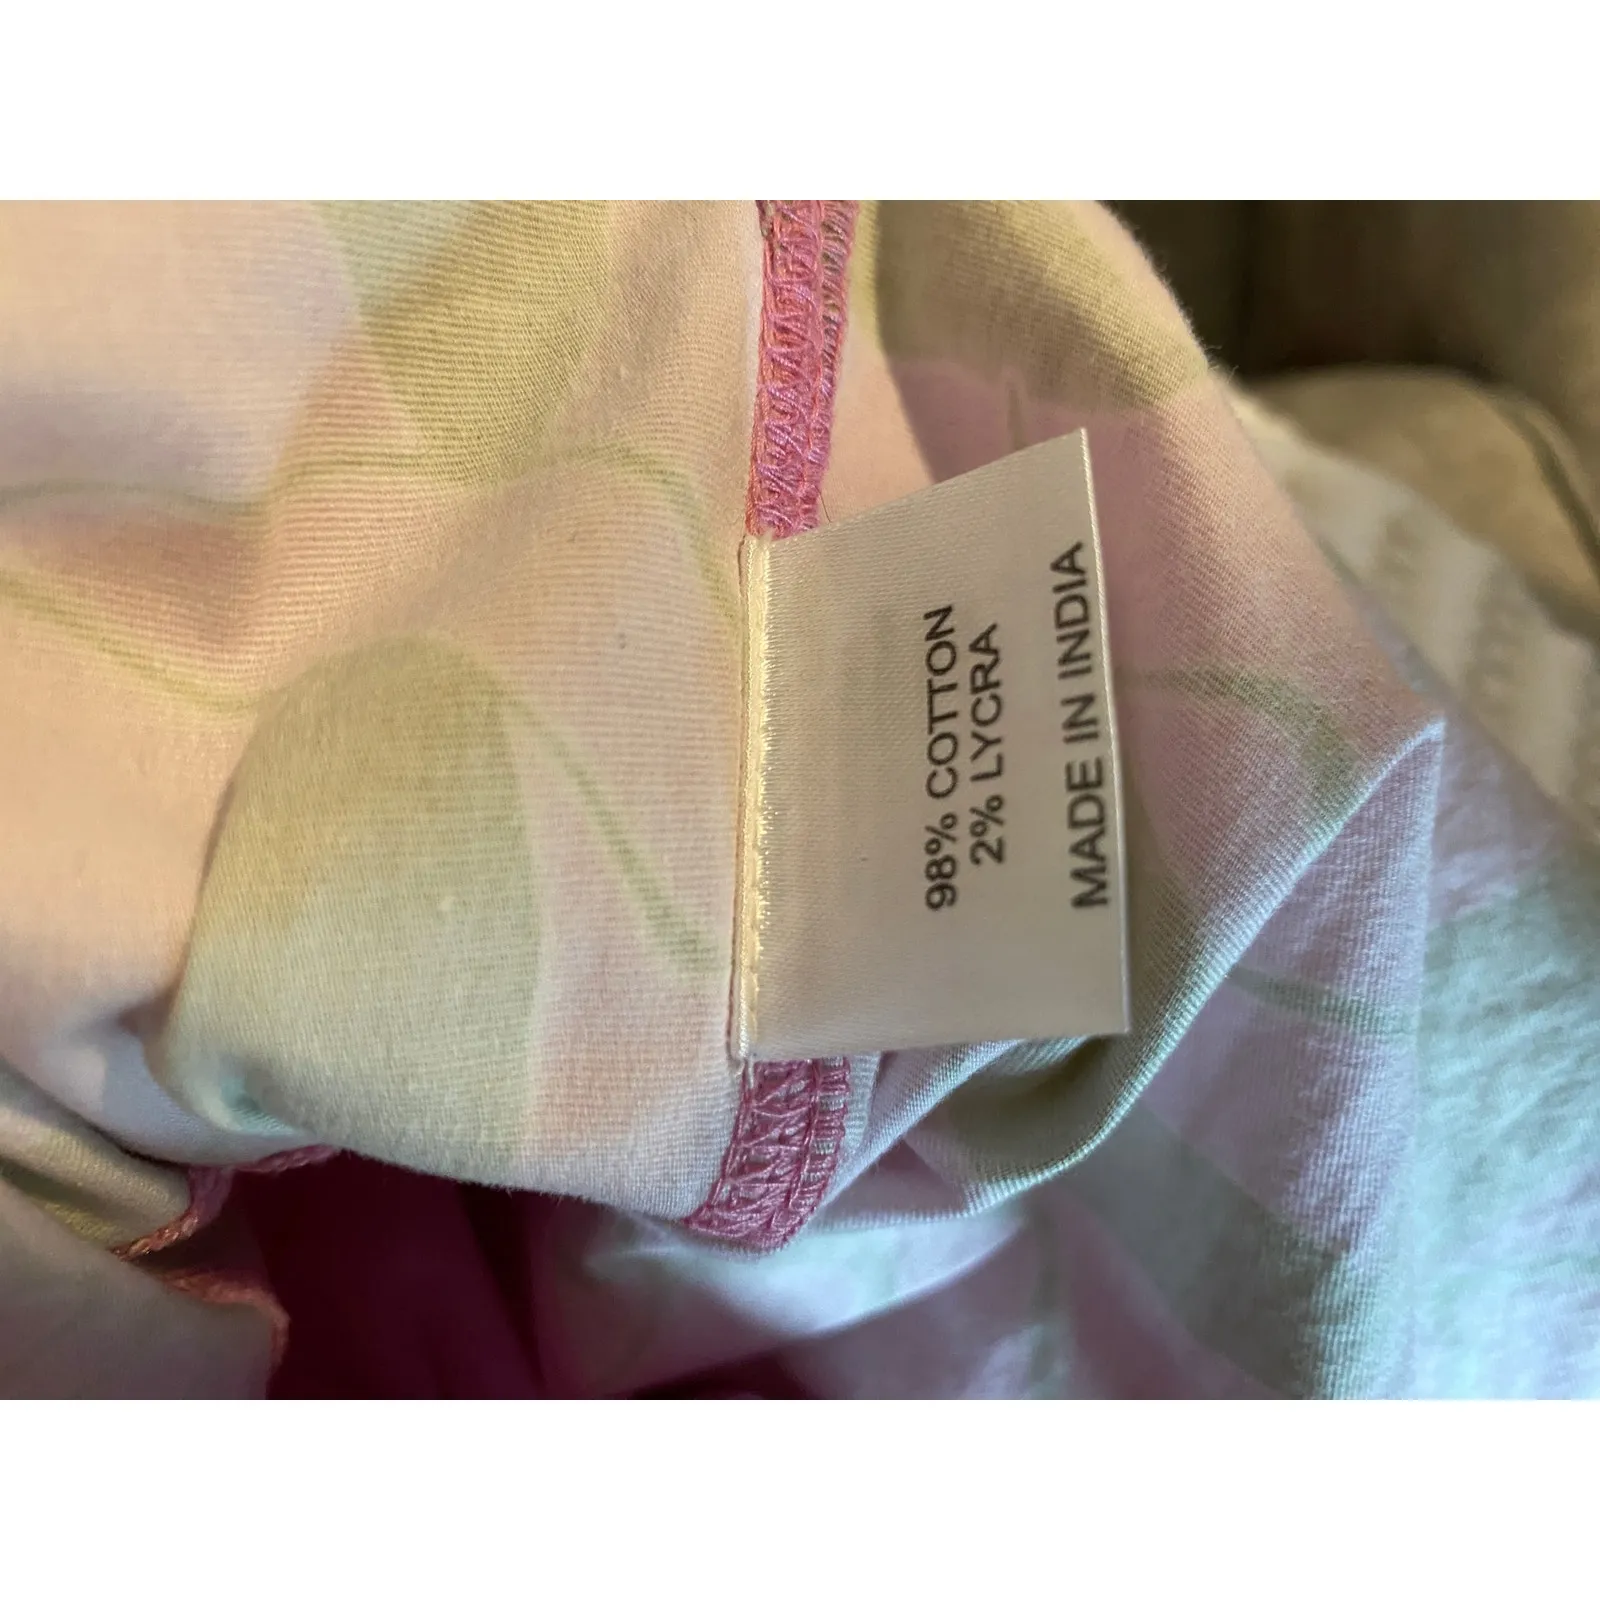 98% COTTON
2% LYCRA
MADE IN INDIA